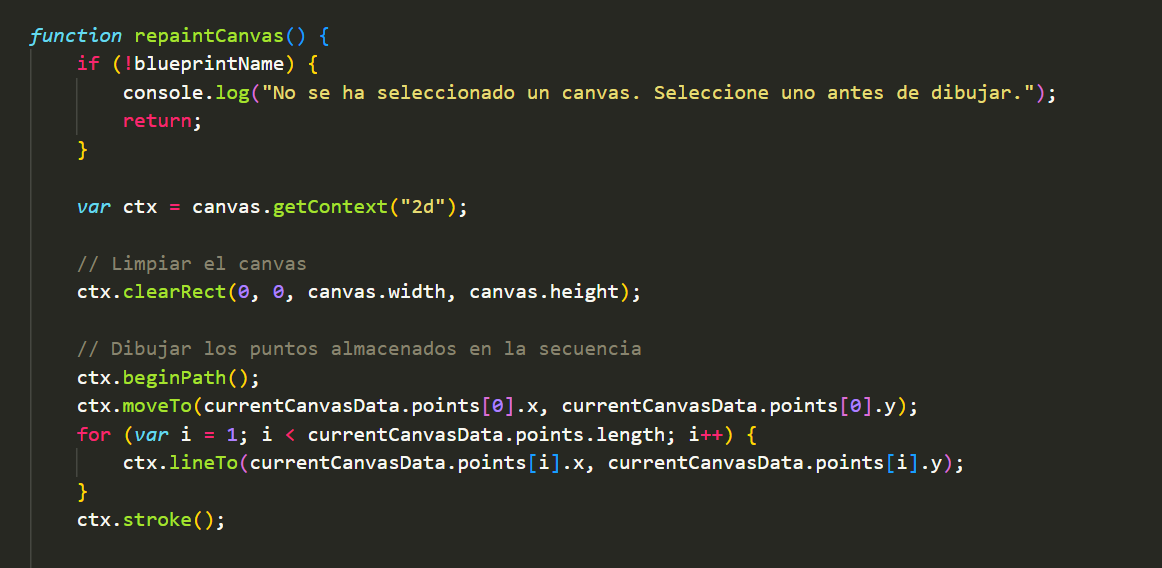 function repaintCanvas() {
if (!blueprintName) {
console.log("No se ha seleccionado un canvas. Seleccione uno antes de dibujar.");
return;
}
var ctx = canvas.getContext("2d");
// Limpiar el canvas
ctx.clearRect(0, 0, canvas.width, canvas.height);
// Dibujar los puntos almacenados en la secuencia
ctx.beginPath();
ctx.moveTo(currentCanvasData.points[0].x, currentCanvasData.points[0].y);
for (var i = 1; i < currentCanvasData.points.length; i++) {
ctx.lineTo(currentCanvasData.points[i].x, currentCanvasData.points[i].y);
}
ctx.stroke();